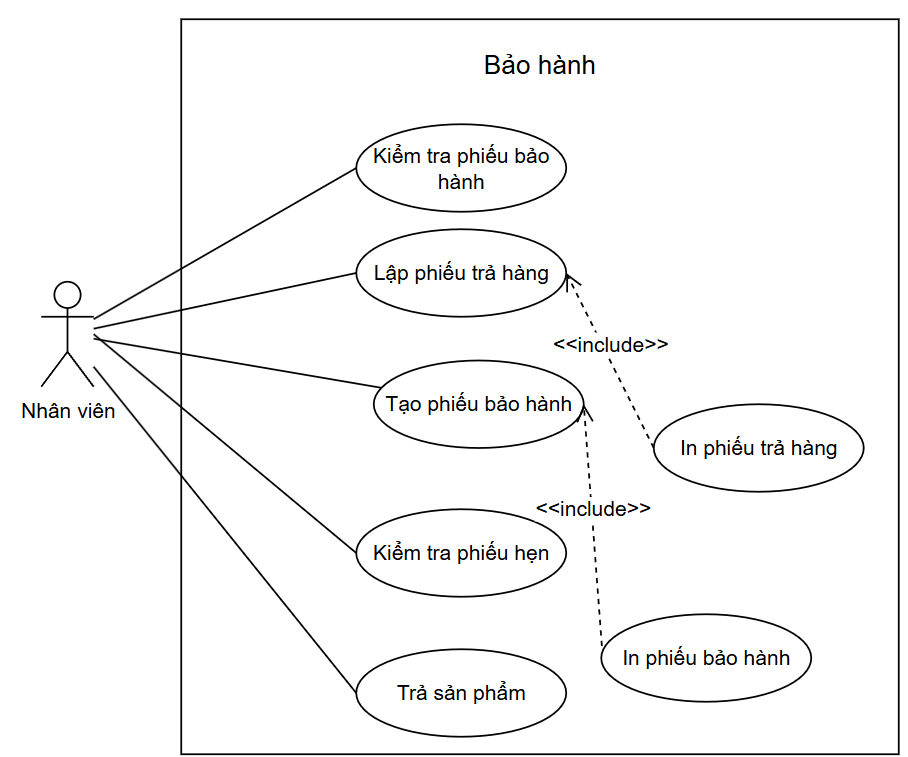 Bảo hành
Kiểm tra phiếu bảo
hành
Lập phiếu trả hàng
<<include>>
Tạo phiếu bảo hành
Nhân viên
In phiếu trả hàng
<<include>>
Kiểm tra phiếu hẹn
In phiếu bảo hành
Trả sản phẩm